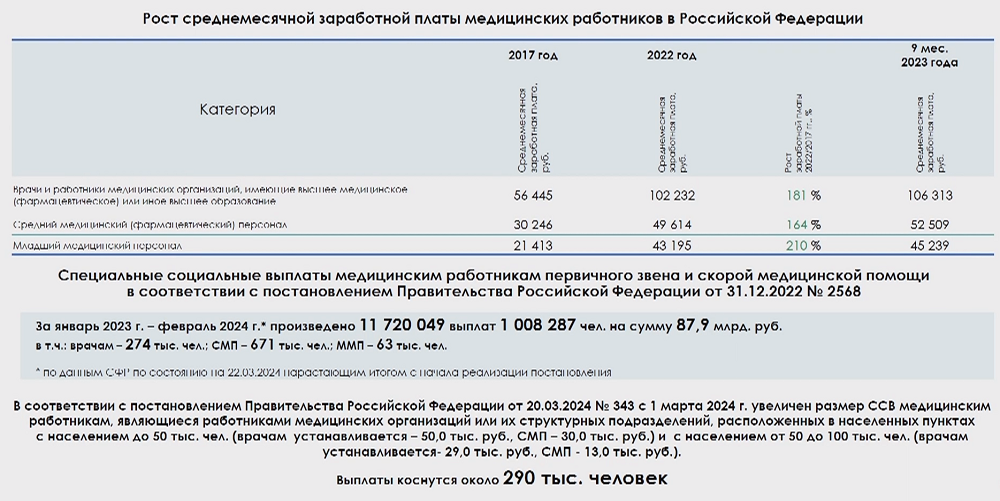 Рост среднемесячной заработной платы медицинских работников в Российской Федерации
Категория
2017 год
2022 год
9 мес.
2023 года
Среднемесячная
заработная плата,
руб.
Среднемесячная
заработная плата,
руб.
Рост
заработной платы
2022/2017 гг., %
Среднемесячная
заработная плата,
руб.
Врачи и работники медицинских организаций, имеющие высшее медицинское
(фармацевтическое) или иное высшее образование
56 445
102 232
181 %
106 313
Средний медицинский (фармацевтический) персонал
30 246
49 614
164 %
52 509
Младший медицинский персонал
21 413
43 195
210 %
45 239
Специальные социальные выплаты медицинским работникам первичного звена и скорой медицинской помощи
в соответствии с постановлением Правительства Российской Федерации от 31.12.2022 № 2568
За январь 2023 г. – февраль 2024 г.* произведено 11 720 049 выплат 1 008 287 чел. на сумму 87,9 млрд. руб.
в т.ч.: врачам – 274 тыс. чел.; СМП – 671 тыс. чел.; ММП – 63 тыс. чел.
* по данным СФР по состоянию на 22.03.2024 нарастающим итогом с начала реализации постановления
В соответствии с постановлением Правительства Российской Федерации от 20.03.2024 № 343 с 1 марта 2024 г. увеличен размер ССВ медицинским
работникам, являющиеся работниками медицинских организаций или их структурных подразделений, расположенных в населенных пунктах
с населением до 50 тыс. чел. (врачам устанавливается – 50,0 тыс. руб., СМП – 30,0 тыс. руб.) и с населением от 50 до 100 тыс. чел. (врачам
устанавливается- 29,0 тыс. руб., СМП - 13,0 тыс. руб.).
Выплаты коснутся около 290 тыс. человек